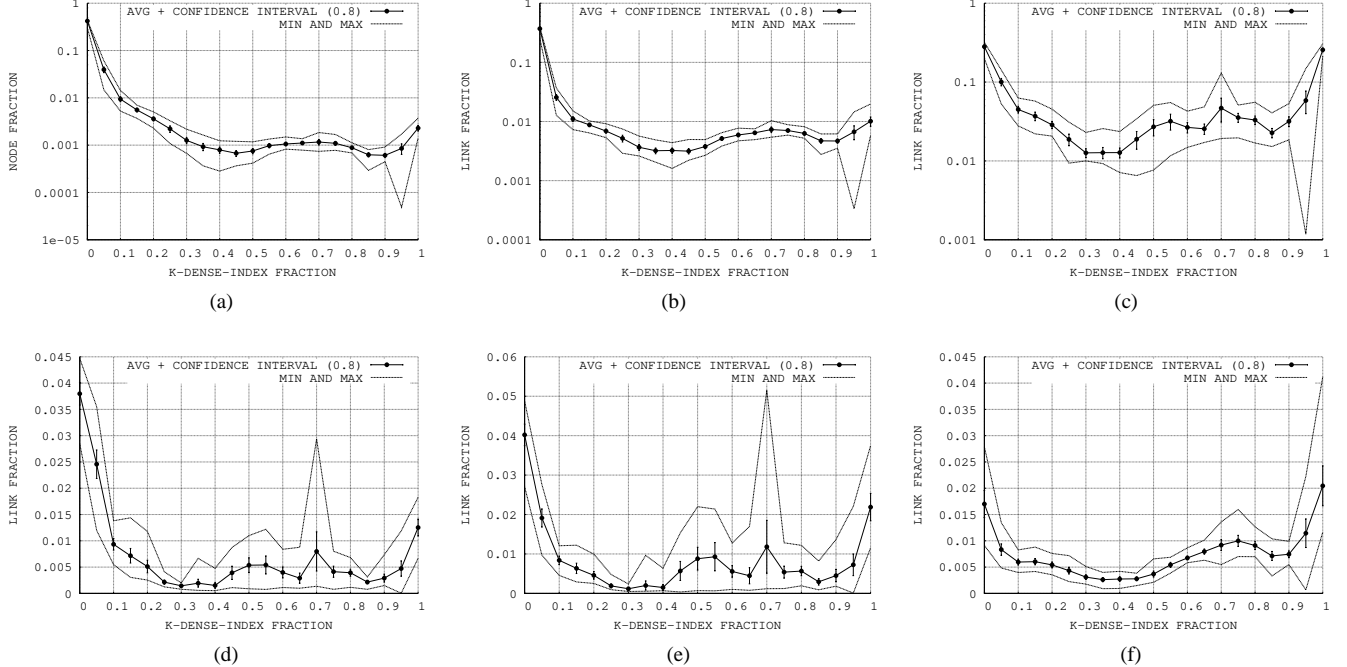 AVG + CONFIDENCE INTERVAL (0.8)
MIN AND MAX
1
0.1
0.01
0.001
0.0001
1e-05
NODE FRACTION
0 0.1 0.2 0.3 0.4 0.5 0.6 0.7 0.8 0.9 1
K-DENSE-INDEX FRACTION
(a)
AVG + CONFIDENCE INTERVAL (0.8)
MIN AND MAX
1
0.1
0.01
0.001
0.0001
LINK FRACTION
0 0.1 0.2 0.3 0.4 0.5 0.6 0.7 0.8 0.9 1
K-DENSE-INDEX FRACTION
(b)
AVG + CONFIDENCE INTERVAL (0.8)
MIN AND MAX
1
0.1
0.01
0.001
LINK FRACTION
0 0.1 0.2 0.3 0.4 0.5 0.6 0.7 0.8 0.9 1
K-DENSE-INDEX FRACTION
(c)
AVG + CONFIDENCE INTERVAL (0.8)
MIN AND MAX
0.045
0.04
0.035
0.03
0.025
0.02
0.015
0.01
0.005
0
LINK FRACTION
0 0.1 0.2 0.3 0.4 0.5 0.6 0.7 0.8 0.9 1
K-DENSE-INDEX FRACTION
(d)
AVG + CONFIDENCE INTERVAL (0.8)
MIN AND MAX
0.06
0.05
0.04
0.03
0.02
0.01
0
LINK FRACTION
0 0.1 0.2 0.3 0.4 0.5 0.6 0.7 0.8 0.9 1
K-DENSE-INDEX FRACTION
(e)
AVG + CONFIDENCE INTERVAL (0.8)
MIN AND MAX
0.045
0.04
0.035
0.03
0.025
0.02
0.015
0.01
0.005
0
LINK FRACTION
0 0.1 0.2 0.3 0.4 0.5 0.6 0.7 0.8 0.9 1
K-DENSE-INDEX FRACTION
(f)